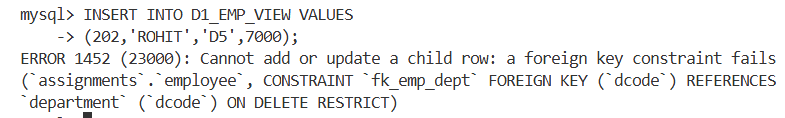 mysql> INSERT INTO D1_EMP_VIEW VALUES
-> (202,'ROHIT','D5',7000);
ERROR 1452 (23000): Cannot add or update a child row: a foreign key constraint fails
(`assignments`.`employee`, CONSTRAINT `fk_emp_dept` FOREIGN KEY (`dcode`) REFERENCES
`department` (`dcode`) ON DELETE RESTRICT)